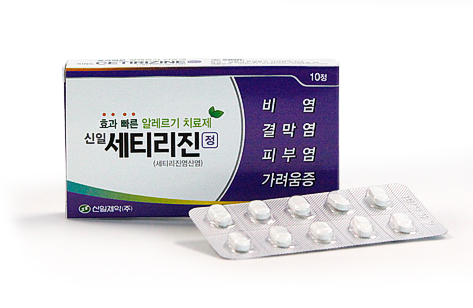 CETIRIZINE
10정
효과 빠른 알레르기 치료제
신일 세티리진 정
(세티리진염산염)
비 염
결막염
피부염
가려움증
신일제약(주)